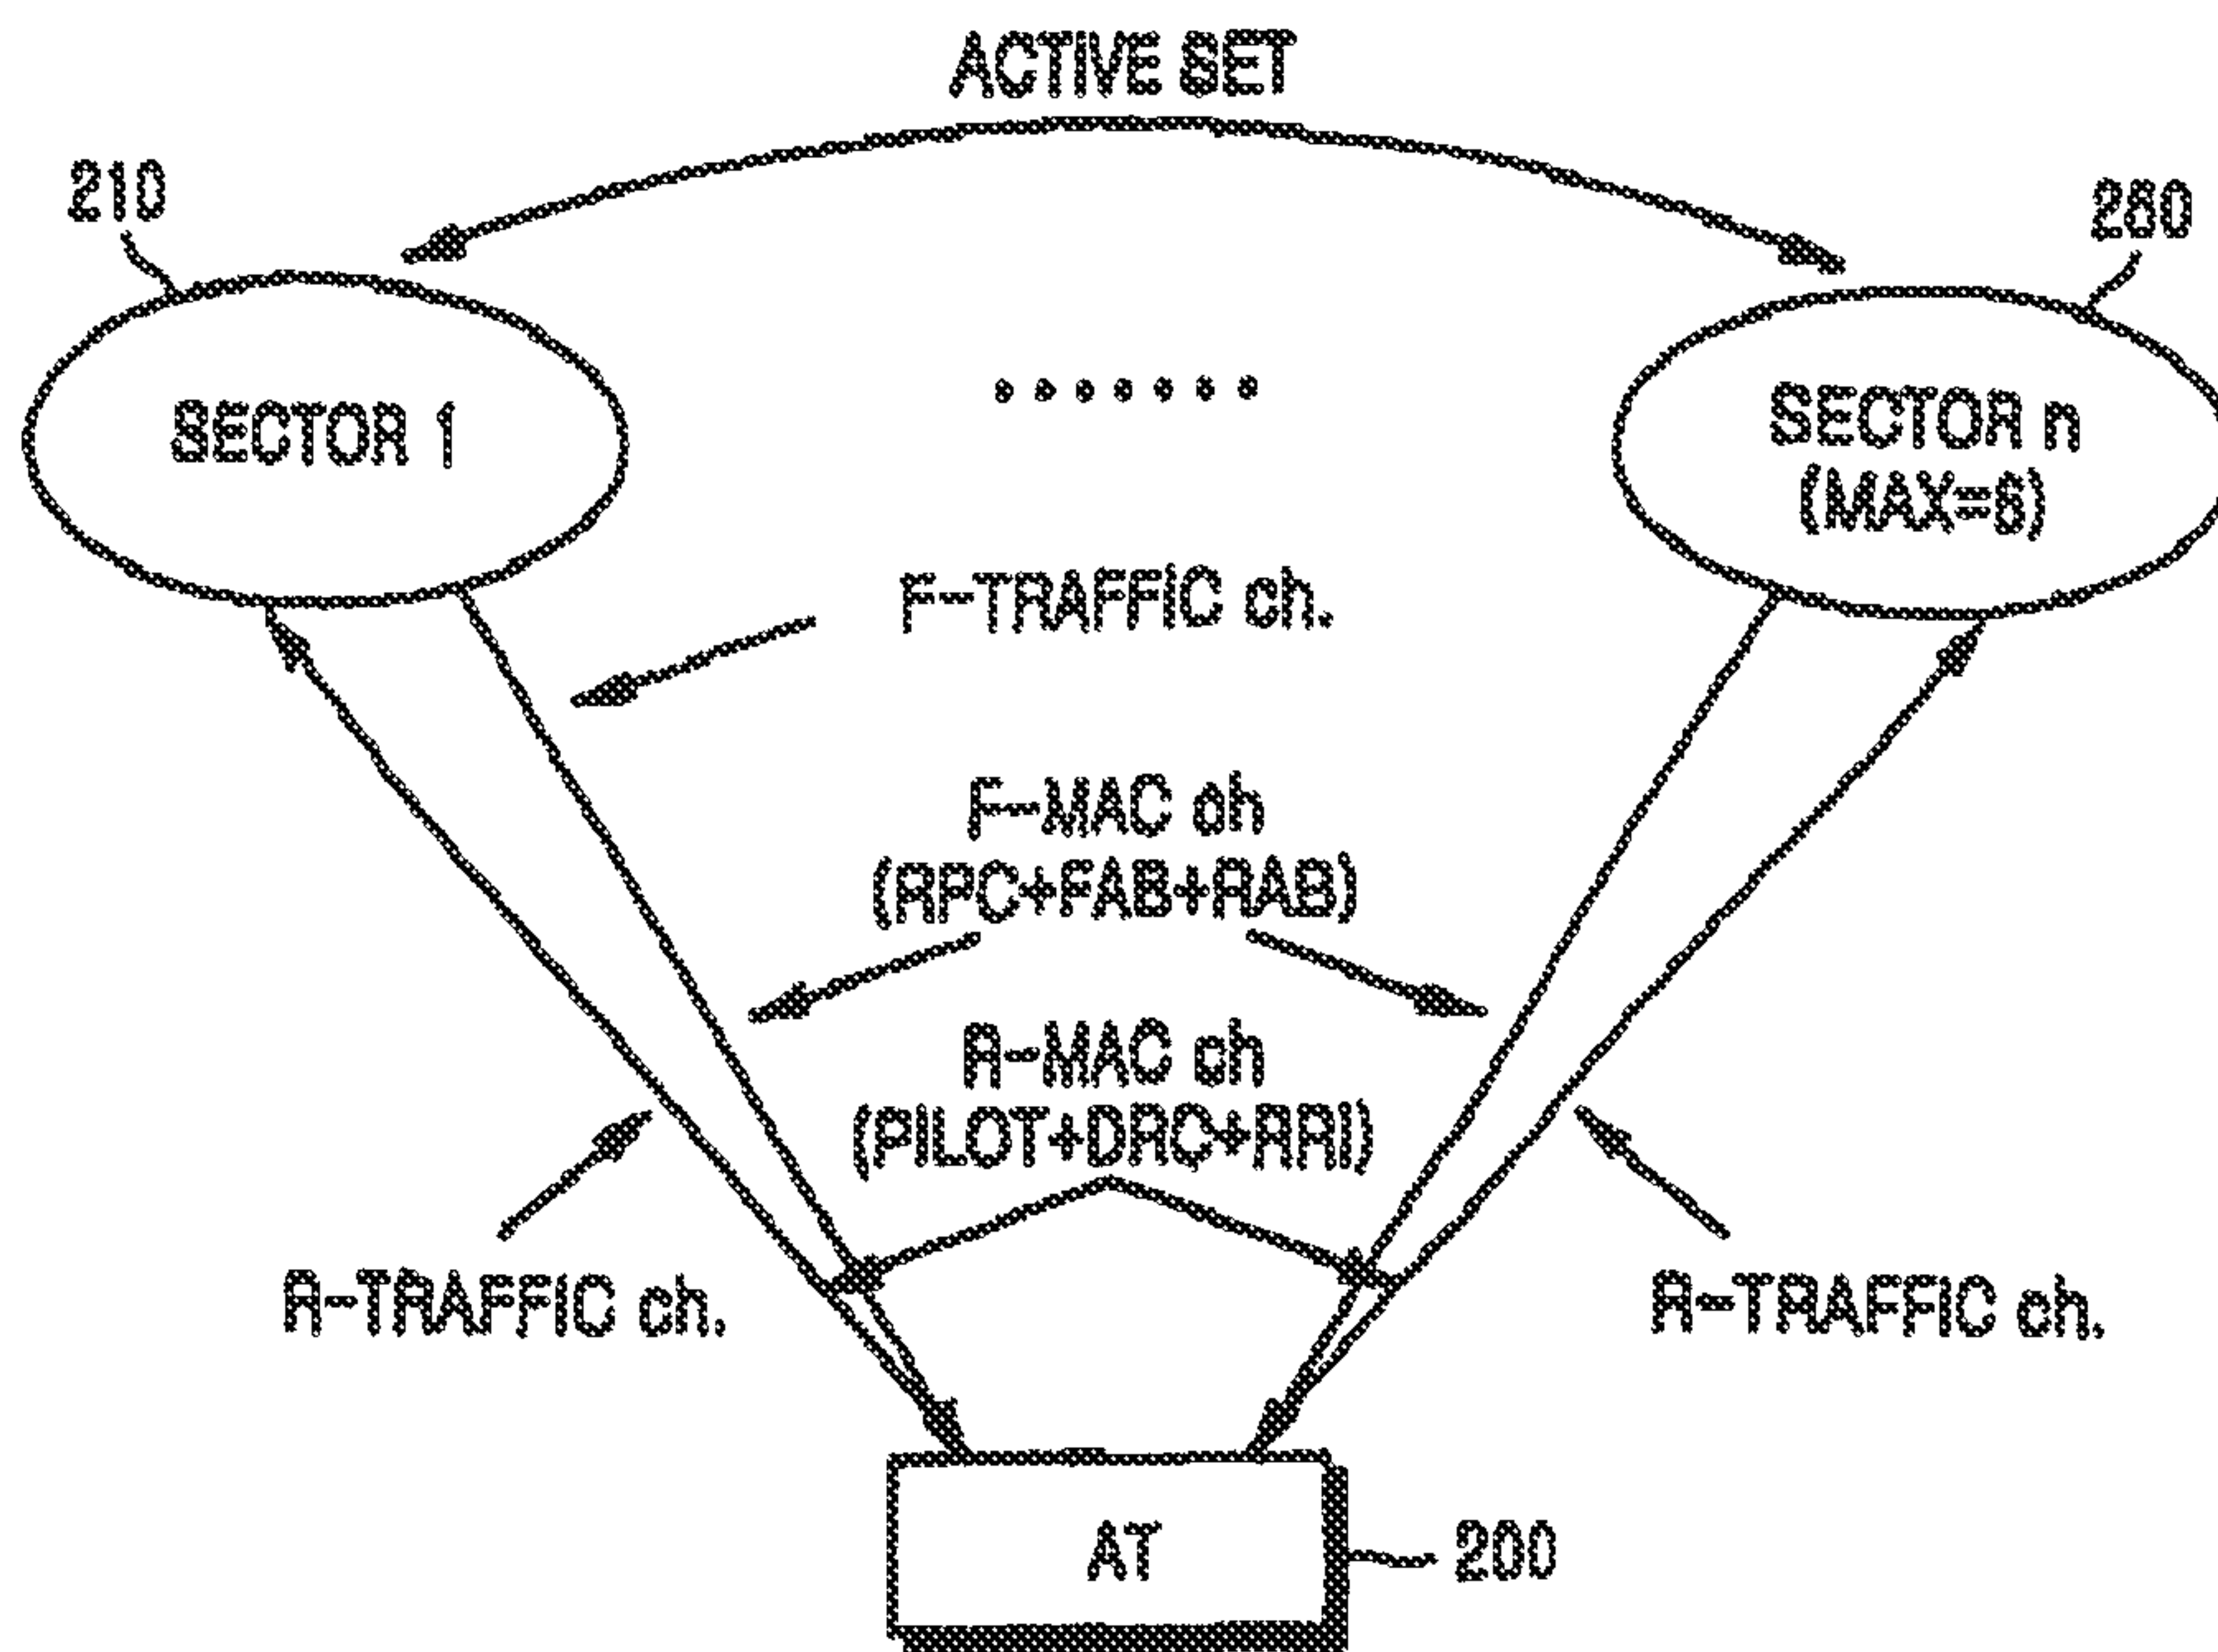 ACTIVE SET
210
260
SECTOR 1
SECTOR n
(MAX=6)
F-TRAFFIC ch.
F-MAC ch
(RPC+FAB+RAB)
R-MAC ch
(PILOT+DRC+RRI)
R-TRAFFIC ch.
R-TRAFFIC ch.
AT
200